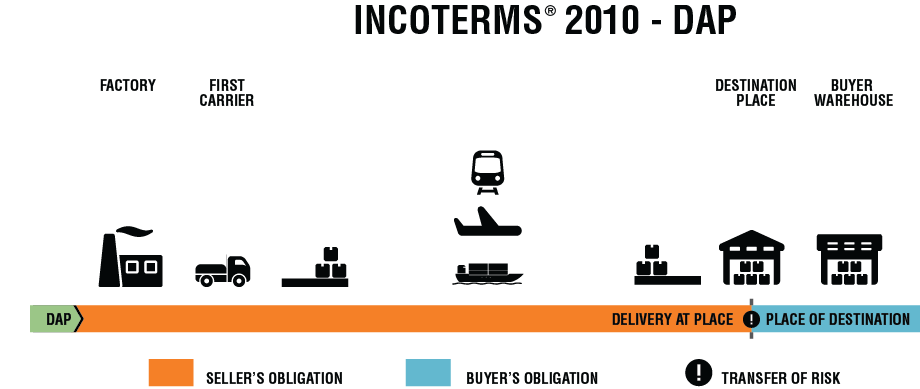 INCOTERMS® 2010 - DAP
FACTORY
FIRST
CARRIER
DESTINATION
PLACE
BUYER
WAREHOUSE
DAP
DELIVERY AT PLACE
!
PLACE OF DESTINATION
SELLER'S OBLIGATION
BUYER'S OBLIGATION
!
TRANSFER OF RISK